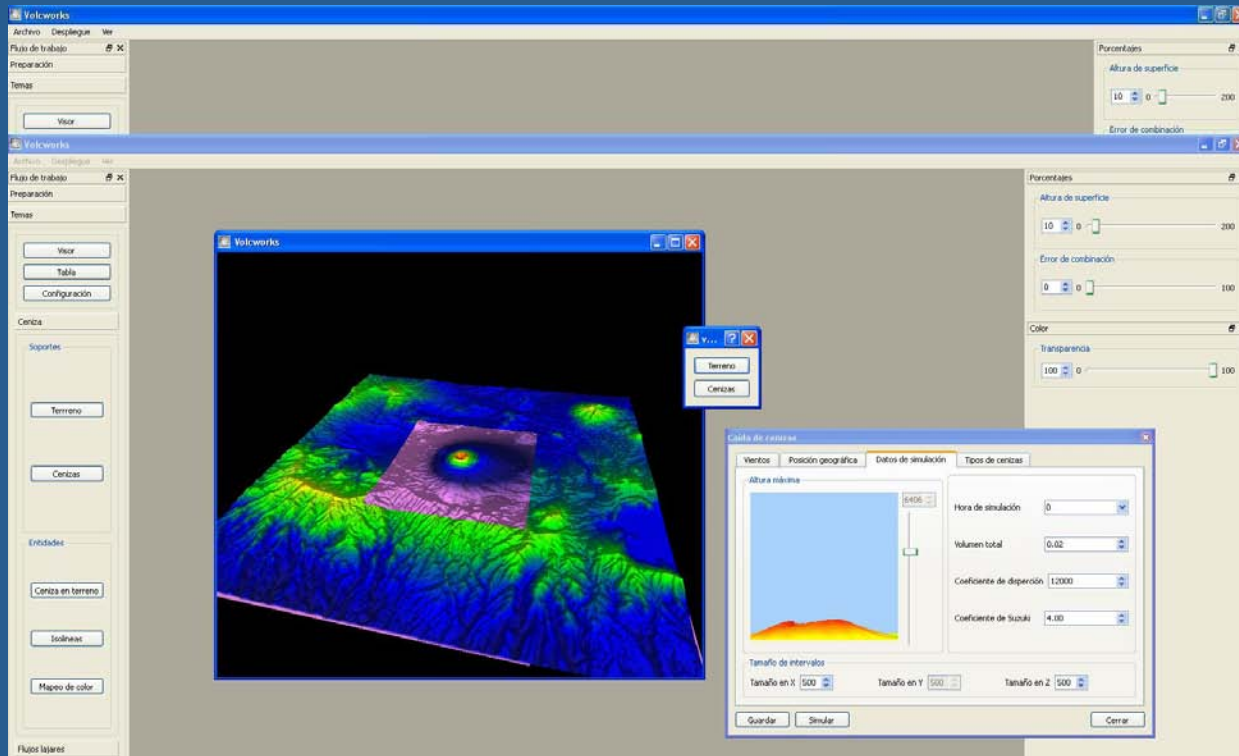 Volcworks
Archivo Despliegue Ver
Flujo de trabajo
Preparación
Temas
Visor
Porcentajes
Altura de superficie
10 0 200
Error de combinación
Volcworks
Archivo Despliegue Ver
Flujo de trabajo
Preparación
Temas
Visor
Tabla
Configuración
Ceniza
Soportes
Terrreno
Cenizas
Entidades
Ceniza en terreno
Isolineas
Mapeo de color
Flujos lajares
Volcworks
v...
Terreno
Cenizas
Porcentajes
Altura de superficie
10 0 200
Error de combinación
0 0 100
Color
Transparencia
100 0 100
Caida de cenizas
Vientos Posición geográfica Datos de simulación Tipos de cenizas
Altura máxima
6406
Hora de simulación 0
Volumen total 0.02
Coeficiente de disperción 12000
Coeficiente de Suzuki 4.00
Tamaño de intervalos
Tamaño en X 500 Tamaño en Y 500 Tamaño en Z 500
Guardar Simular Cerrar